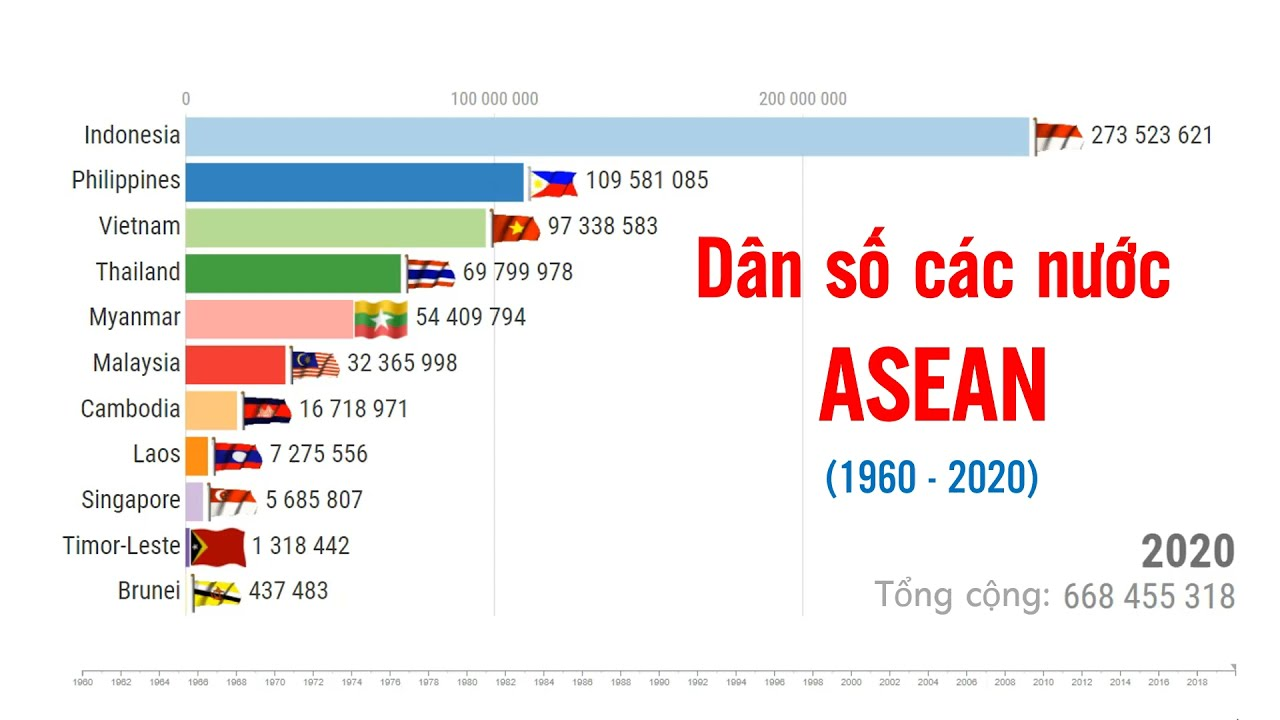 0 100 000 000 200 000 000
Indonesia 273 523 621
Philippines 109 581 085
Vietnam 97 338 583
Thailand 69 799 978
Myanmar 54 409 794
Malaysia 32 365 998
Cambodia 16 718 971
Laos 7 275 556
Singapore 5 685 807
Timor-Leste 1 318 442
Brunei 437 483
Dân số các nước
ASEAN
(1960 - 2020)
2020
Tổng cộng: 668 455 318
1960 1962 1964 1966 1968 1970 1972 1974 1976 1978 1980 1982 1984 1986 1988 1990 1992 1994 1996 1998 2000 2002 2004 2006 2008 2010 2012 2014 2016 2018